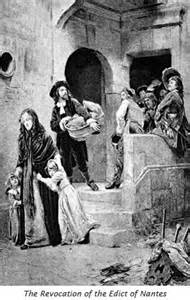 The Revocation of the Edict of Nantes